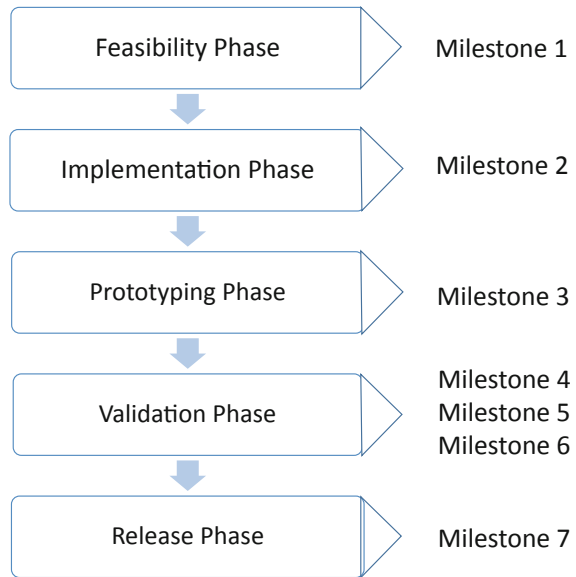 Feasibility Phase
Milestone 1
Implementation Phase
Milestone 2
Prototyping Phase
Milestone 3
Validation Phase
Milestone 4
Milestone 5
Milestone 6
Release Phase
Milestone 7